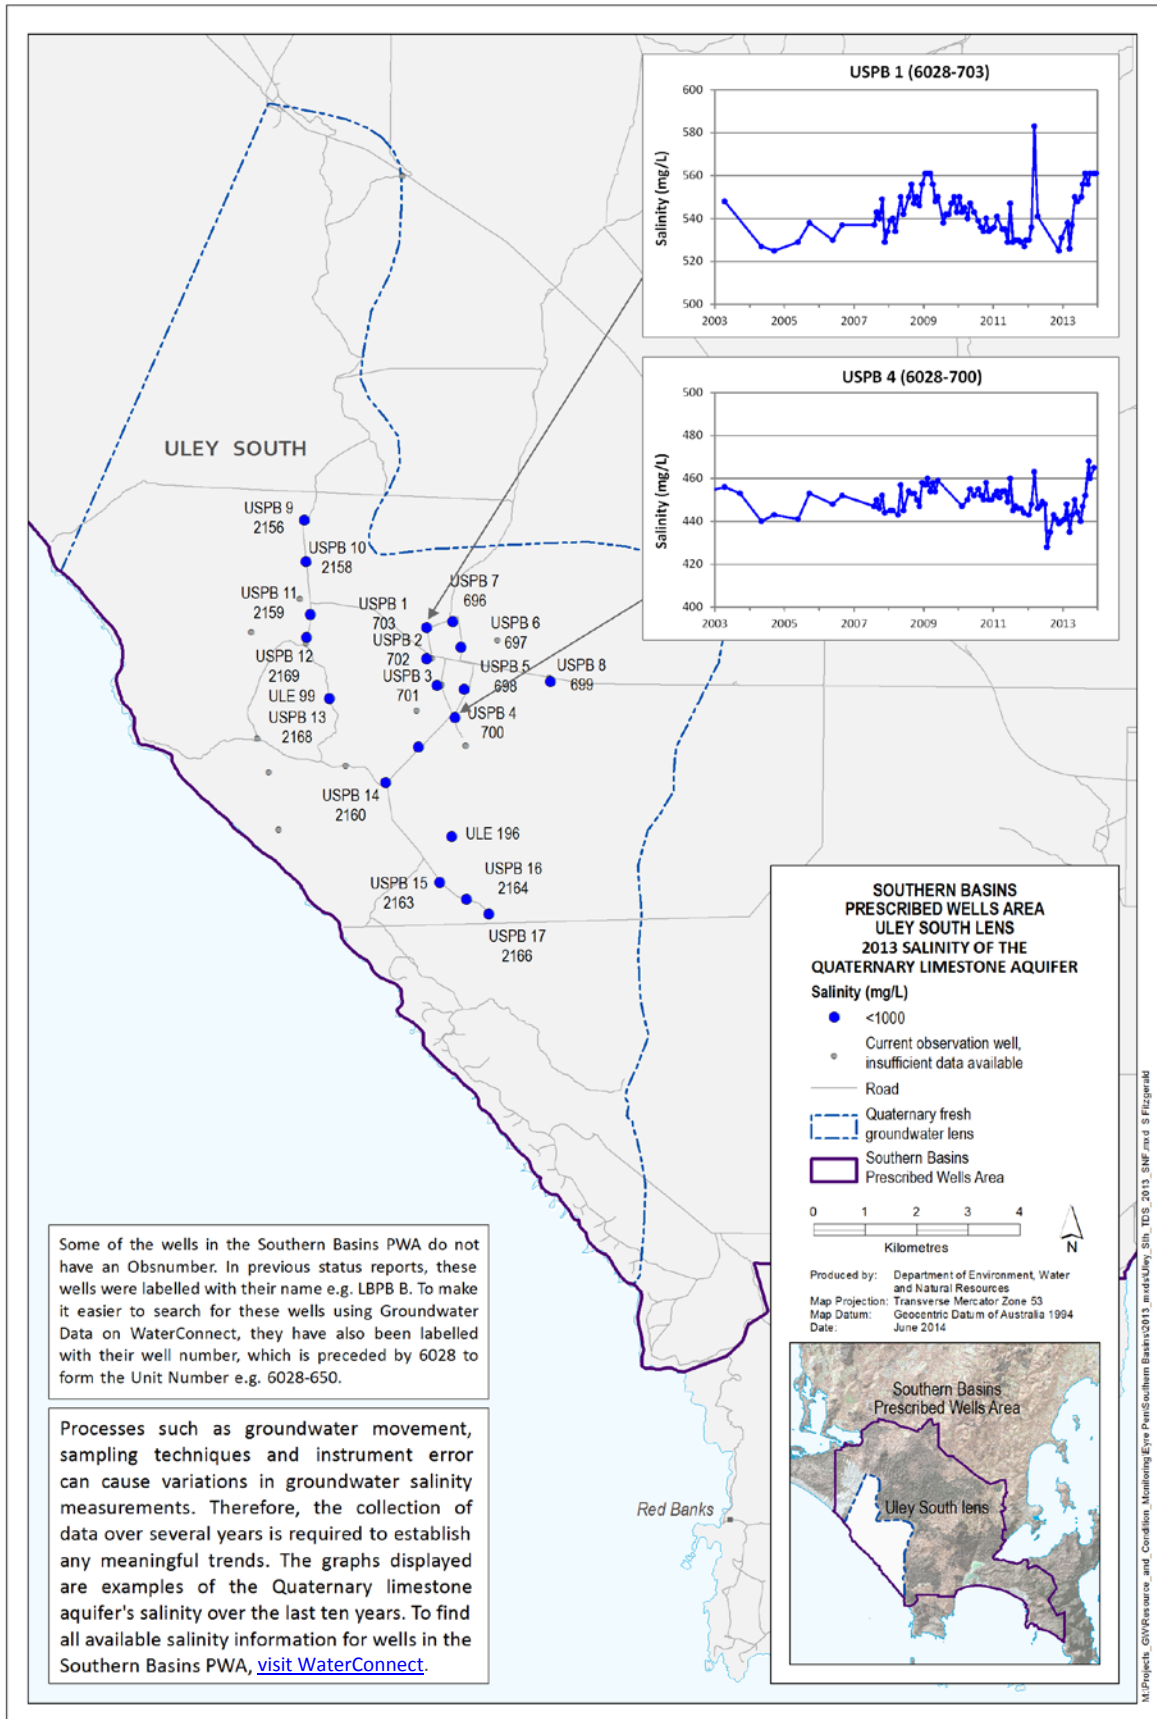 USPB 1 (6028-703)
Salinity (mg/L)
600
580
560
540
520
500
2003
2005
2007
2009
2011
2013
USPB 4 (6028-700)
Salinity (mg/L)
500
480
460
440
420
400
2003
2005
2007
2009
2011
2013
ULEY SOUTH
USPB 9
2156
USPB 10
2158
USPB 11
2159
USPB 12
2169
ULE 99
USPB 13
2168
USPB 1
703
USPB 2
702
USPB 3
701
USPB 7
696
USPB 6
697
USPB 5
698
USPB 8
699
USPB 4
700
USPB 14
2160
ULE 196
USPB 15
2163
USPB 16
2164
USPB 17
2166
Red Banks
SOUTHERN BASINS
PRESCRIBED WELLS AREA
ULEY SOUTH LENS
2013 SALINITY OF THE
QUATERNARY LIMESTONE AQUIFER
Salinity (mg/L)
<1000
Current observation well,
insufficient data available
Road
Quaternary fresh
groundwater lens
Southern Basins
Prescribed Wells Area
0 1 2 3 4
Kilometres
N
Produced by: Department of Environment, Water
and Natural Resources
Map Projection: Transverse Mercator Zone 53
Map Datum: Geocentric Datum of Australia 1994
Date: June 2014
Southern Basins
Prescribed Wells Area
Uley South lens
Some of the wells in the Southern Basins PWA do not
have an Obsnumber. In previous status reports, these
wells were labelled with their name e.g. LBPB B. To make
it easier to search for these wells using Groundwater
Data on WaterConnect, they have also been labelled
with their well number, which is preceded by 6028 to
form the Unit Number e.g. 6028-650.
Processes such as groundwater movement,
sampling techniques and instrument error
can cause variations in groundwater salinity
measurements. Therefore, the collection of
data over several years is required to establish
any meaningful trends. The graphs displayed
are examples of the Quaternary limestone
aquifer's salinity over the last ten years. To find
all available salinity information for wells in the
Southern Basins PWA, visit WaterConnect.
M:\Projects_GW\Resource_and_Condition_Monitoring\Eyre Pen\Southern Basins\2013_mxds\Uley_Sth_TDS_2013_SNF.mxd S Fitzgerald